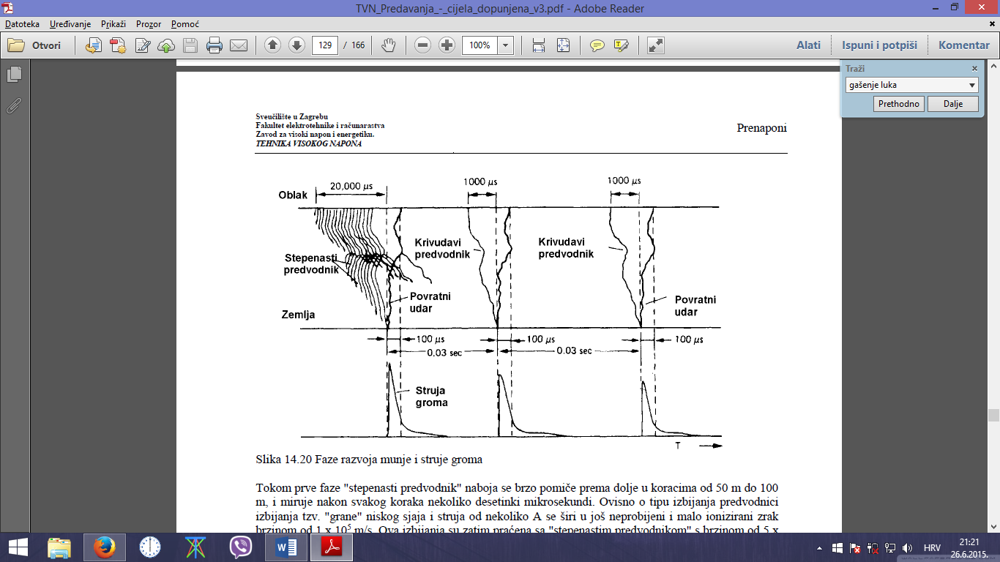 TVN_Predavanja_-_cijela_dopunjena_v3.pdf - Adobe Reader
Datoteka Uređivanje Prikaži Prozor Pomoć
Otvori 129 / 166 100% Alati Ispuni i potpiši Komentar
Traži
gašenje luka
Prethodno Dalje
Sveučilište u Zagrebu
Fakultet elektrotehnike i računarastva
Zavod za visoki napon i energetiku.
TEHNIKA VISOKOG NAPONA
Prenaponi
20,000 µs 1000 µs 1000 µs
Oblak
Stepenasti
predvodnik
Krivudavi
predvodnik
Krivudavi
predvodnik
Povratni
udar
Povratni
udar
Zemlja
100 µs 100 µs 100 µs
0,03 sec 0.03 sec
Struja
groma
T
Slika 14.20 Faze razvoja munje i struje groma
Tokom prve faze "stepenasti predvodnik" naboja se brzo pomiče prema dolje u koracima od 50 m do 100
m, i miruje nakon svakog koraka nekoliko desetinki mikrosekundi. Ovisno o tipu izbijanja predvodnici
izbijanja tzv. "grane" niskog sjaja i struja od nekoliko A se širi u još neprobijeni i malo ionizirani zrak
brzinom od 1 x 10⁵ m/s. Ova izbijanja su zatim praćena sa "stepenastim predvodnikom" s brzinom od 5 x
HRV
21:21
26.6.2015.